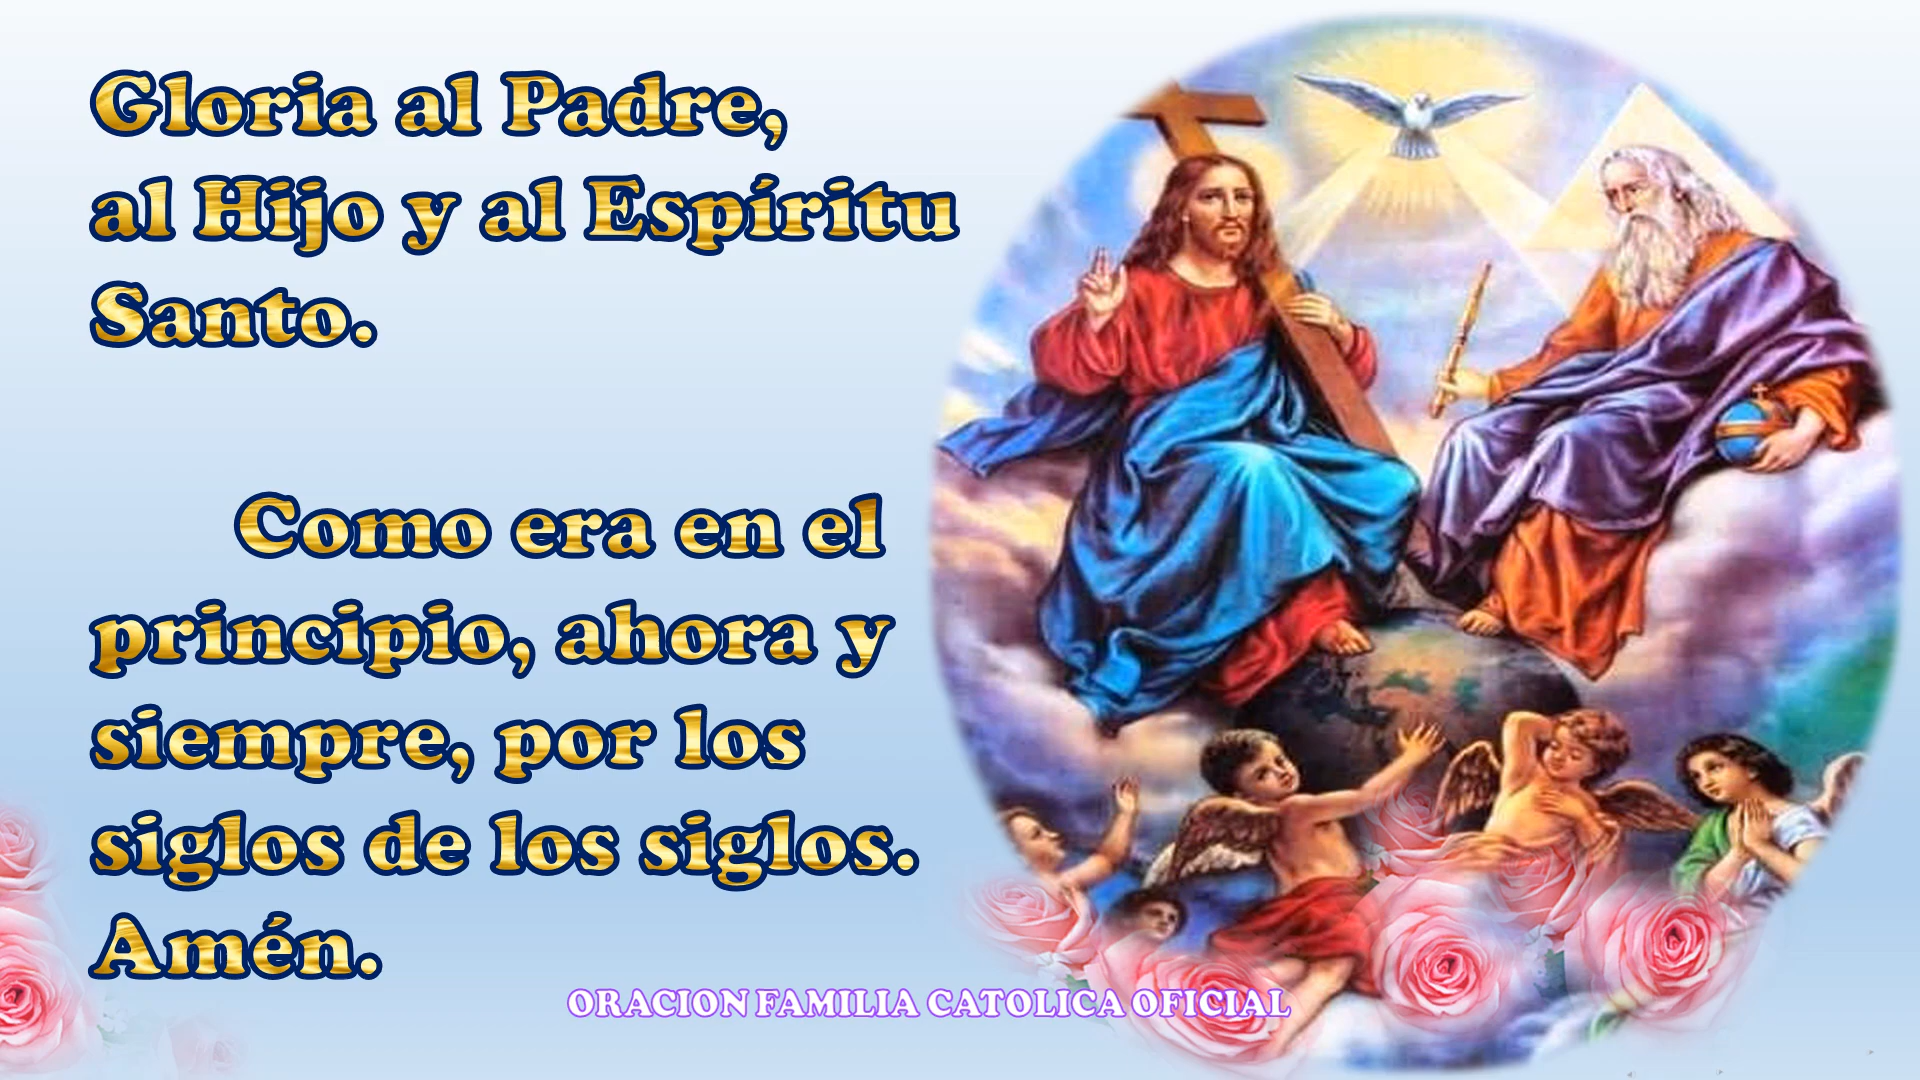 Gloria al Padre,
al Hijo y al Espíritu
Santo.
Como era en el
principio, ahora y
siempre, por los
siglos de los siglos.
Amén.
ORACION FAMILIA CATOLICA OFICIAL